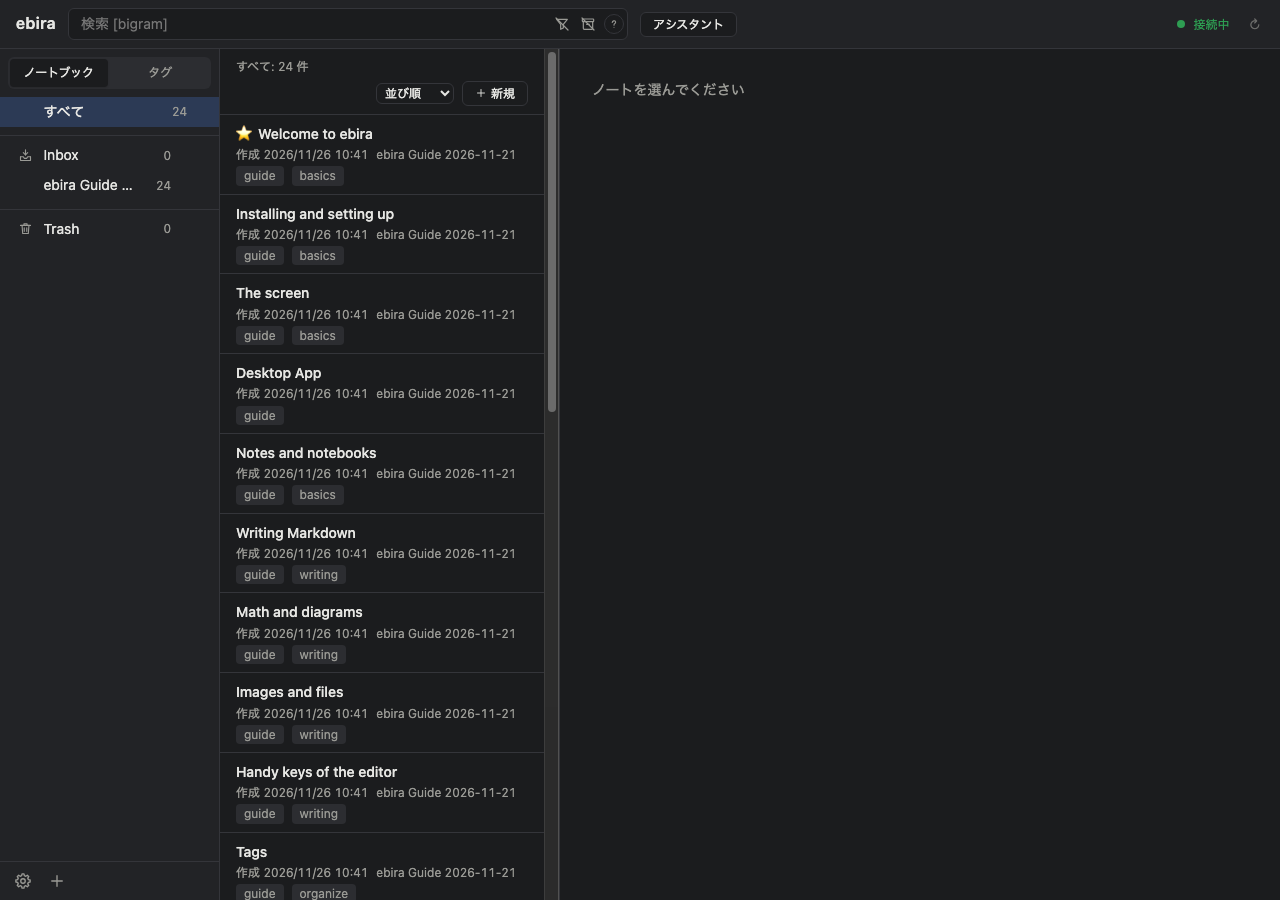 ebira
検索 [bigram]
?
アシスタント
接続中
ノートブック
タグ
すべて 24
Inbox 0
ebira Guide ... 24
Trash 0
すべて: 24 件
並び順
+ 新規
⭐ Welcome to ebira
作成 2026/11/26 10:41 ebira Guide 2026-11-21
guide basics
Installing and setting up
作成 2026/11/26 10:41 ebira Guide 2026-11-21
guide basics
The screen
作成 2026/11/26 10:41 ebira Guide 2026-11-21
guide basics
Desktop App
作成 2026/11/26 10:41 ebira Guide 2026-11-21
guide
Notes and notebooks
作成 2026/11/26 10:41 ebira Guide 2026-11-21
guide basics
Writing Markdown
作成 2026/11/26 10:41 ebira Guide 2026-11-21
guide writing
Math and diagrams
作成 2026/11/26 10:41 ebira Guide 2026-11-21
guide writing
Images and files
作成 2026/11/26 10:41 ebira Guide 2026-11-21
guide writing
Handy keys of the editor
作成 2026/11/26 10:41 ebira Guide 2026-11-21
guide writing
Tags
作成 2026/11/26 10:41 ebira Guide 2026-11-21
guide organize
ノートを選んでください